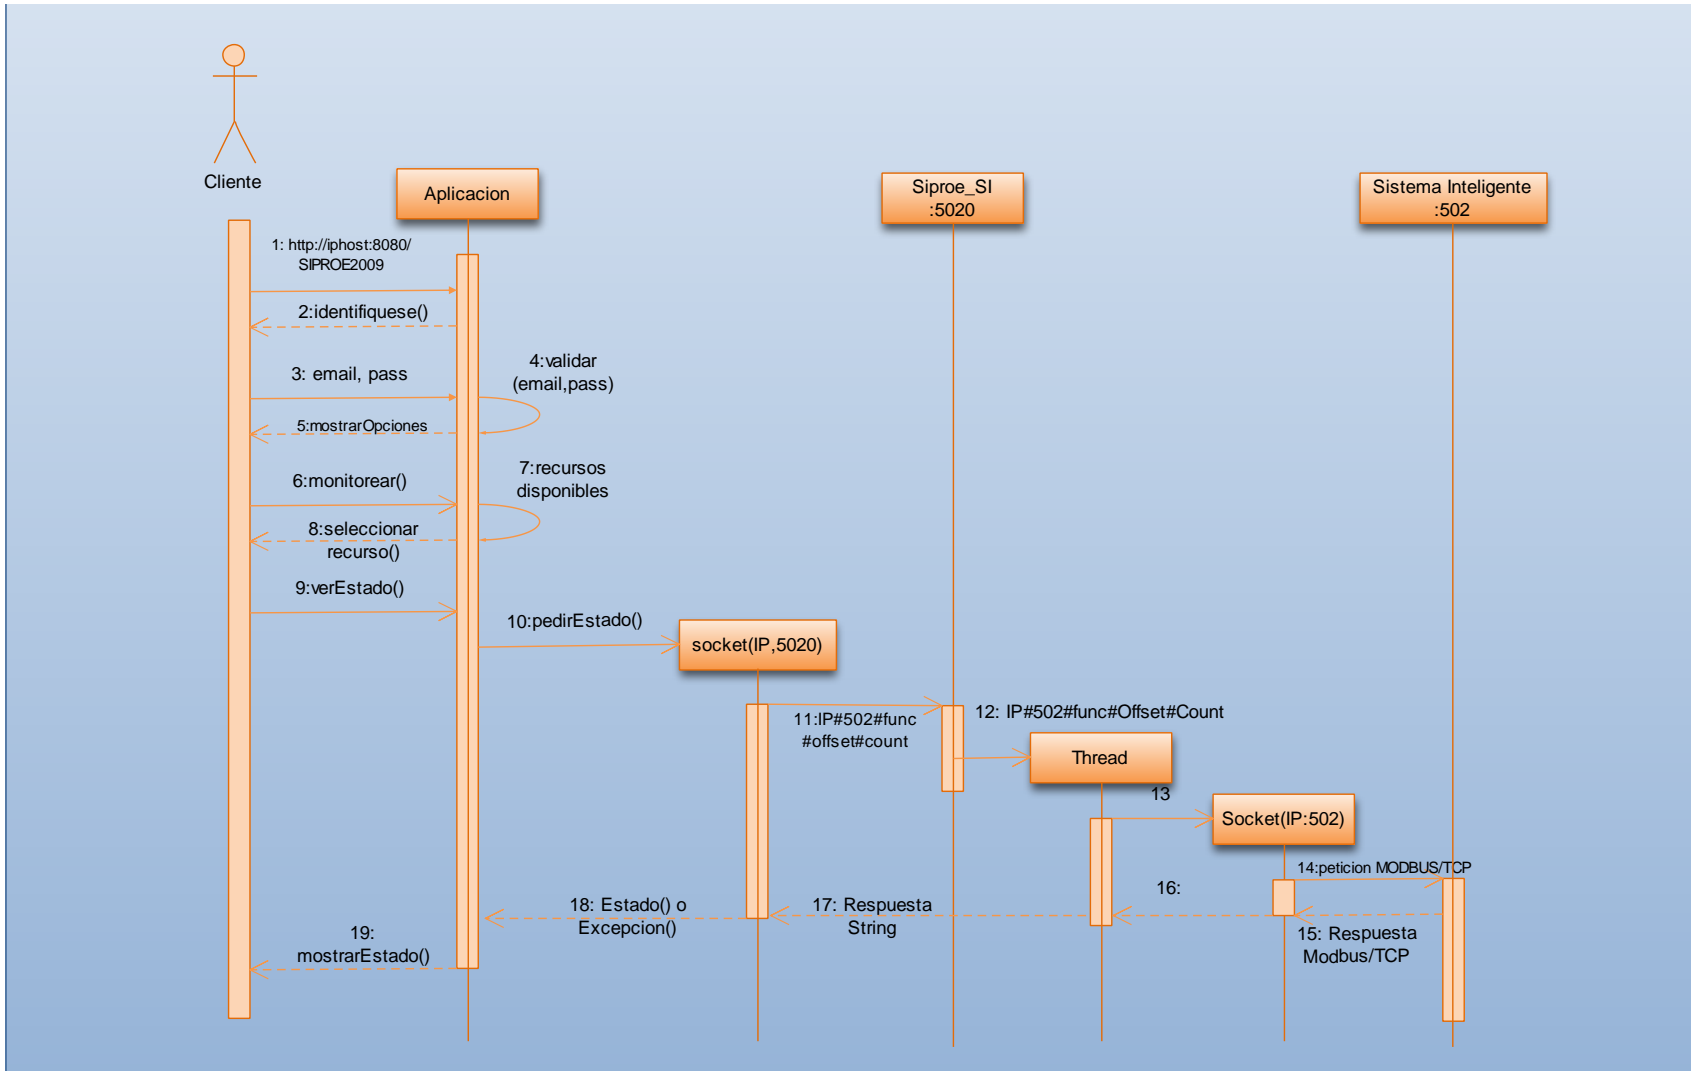 Cliente
Aplicacion
Siproe_SI
:5020
Sistema Inteligente
:502
1: http://iphost:8080/
SIPROE2009
2:identifiquese()
3: email, pass
4:validar
(email,pass)
5:mostrarOpciones
6:monitorear()
7:recursos
disponibles
8:seleccionar
recurso()
9:verEstado()
10:pedirEstado()
socket(IP,5020)
11:IP#502#func
#offset#count
12: IP#502#func#Offset#Count
Thread
13
Socket(IP:502)
14:peticion MODBUS/TCP
15: Respuesta
Modbus/TCP
16:
17: Respuesta
String
18: Estado() o
Excepcion()
19:
mostrarEstado()